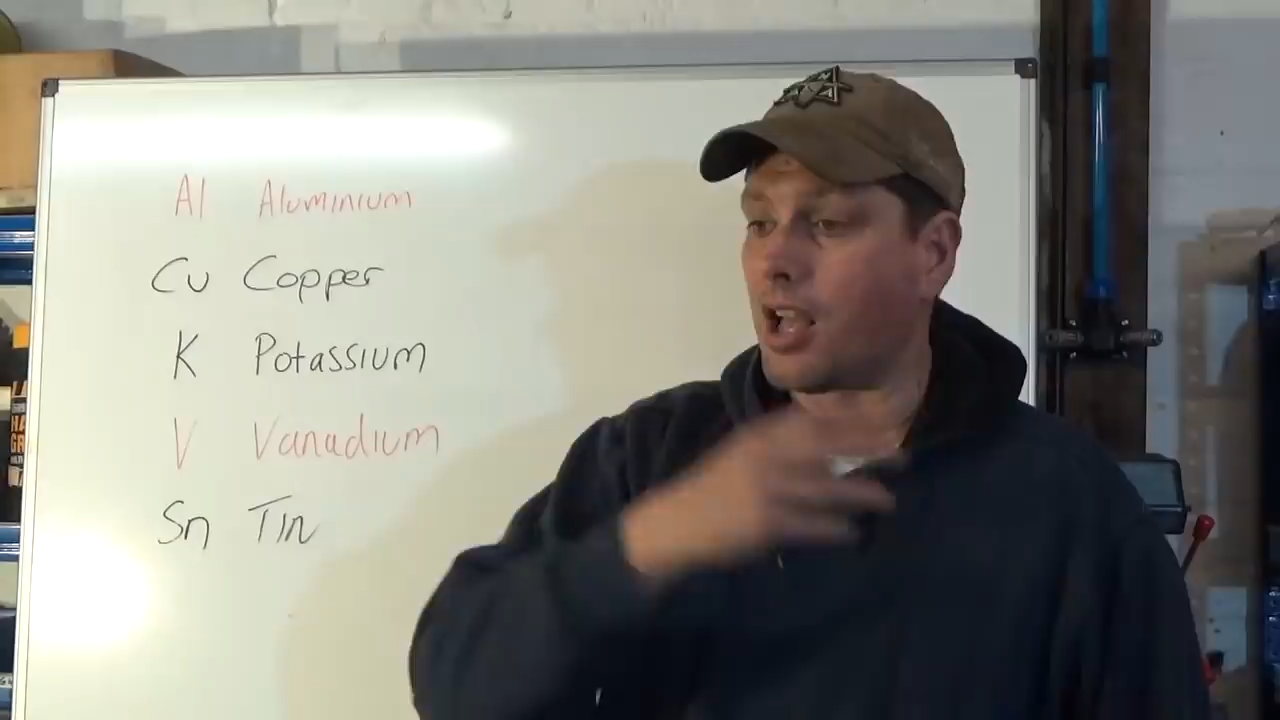 Al Aluminium
Cu Copper
K Potassium
V Vanadium
Sn Tin